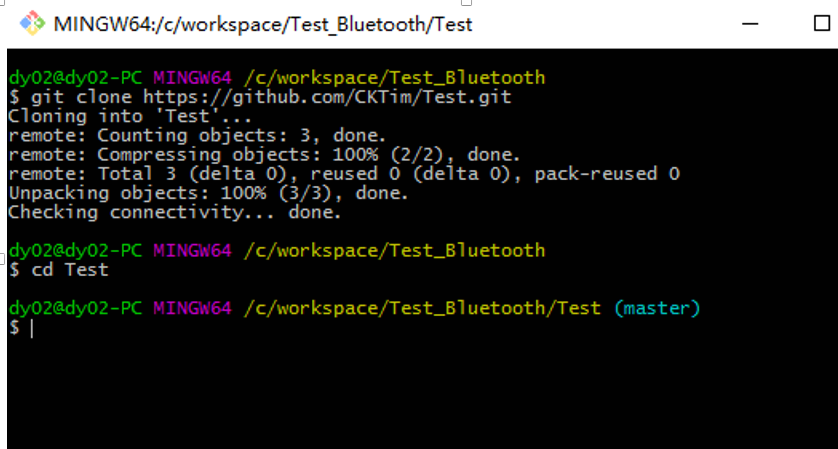 MINGW64:/c/workspace/Test_Bluetooth/Test
dy02@dy02-PC MINGW64 /c/workspace/Test_Bluetooth
$ git clone https://github.com/CKTim/Test.git
Cloning into 'Test'...
remote: Counting objects: 3, done.
remote: Compressing objects: 100% (2/2), done.
remote: Total 3 (delta 0), reused 0 (delta 0), pack-reused 0
Unpacking objects: 100% (3/3), done.
Checking connectivity... done.
dy02@dy02-PC MINGW64 /c/workspace/Test_Bluetooth
$ cd Test
dy02@dy02-PC MINGW64 /c/workspace/Test_Bluetooth/Test (master)
$